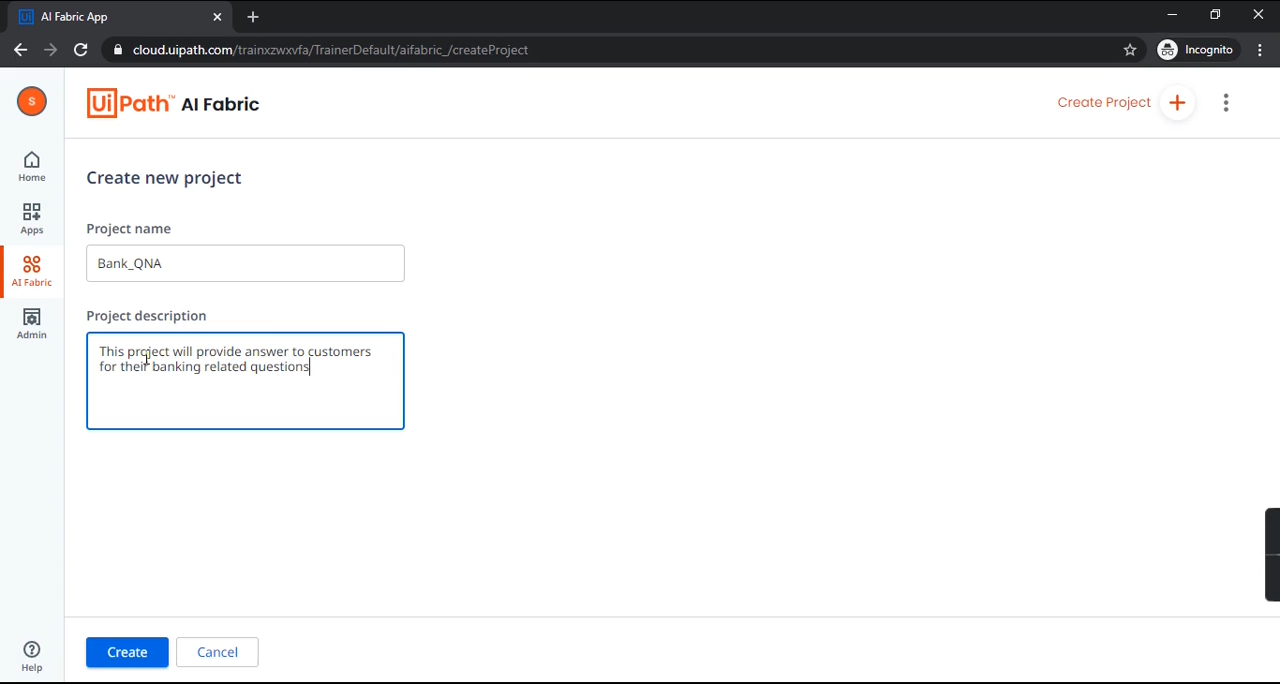 AI Fabric App
cloud.uipath.com/trainxzwxvfa/TrainerDefault/aifabric_/createProject
Incognito
S
UiPath™ AI Fabric
Create Project
Home
Apps
AI Fabric
Admin
Help
Create new project
Project name
Bank_QNA
Project description
This project will provide answer to customers
for their banking related questions
Create
Cancel